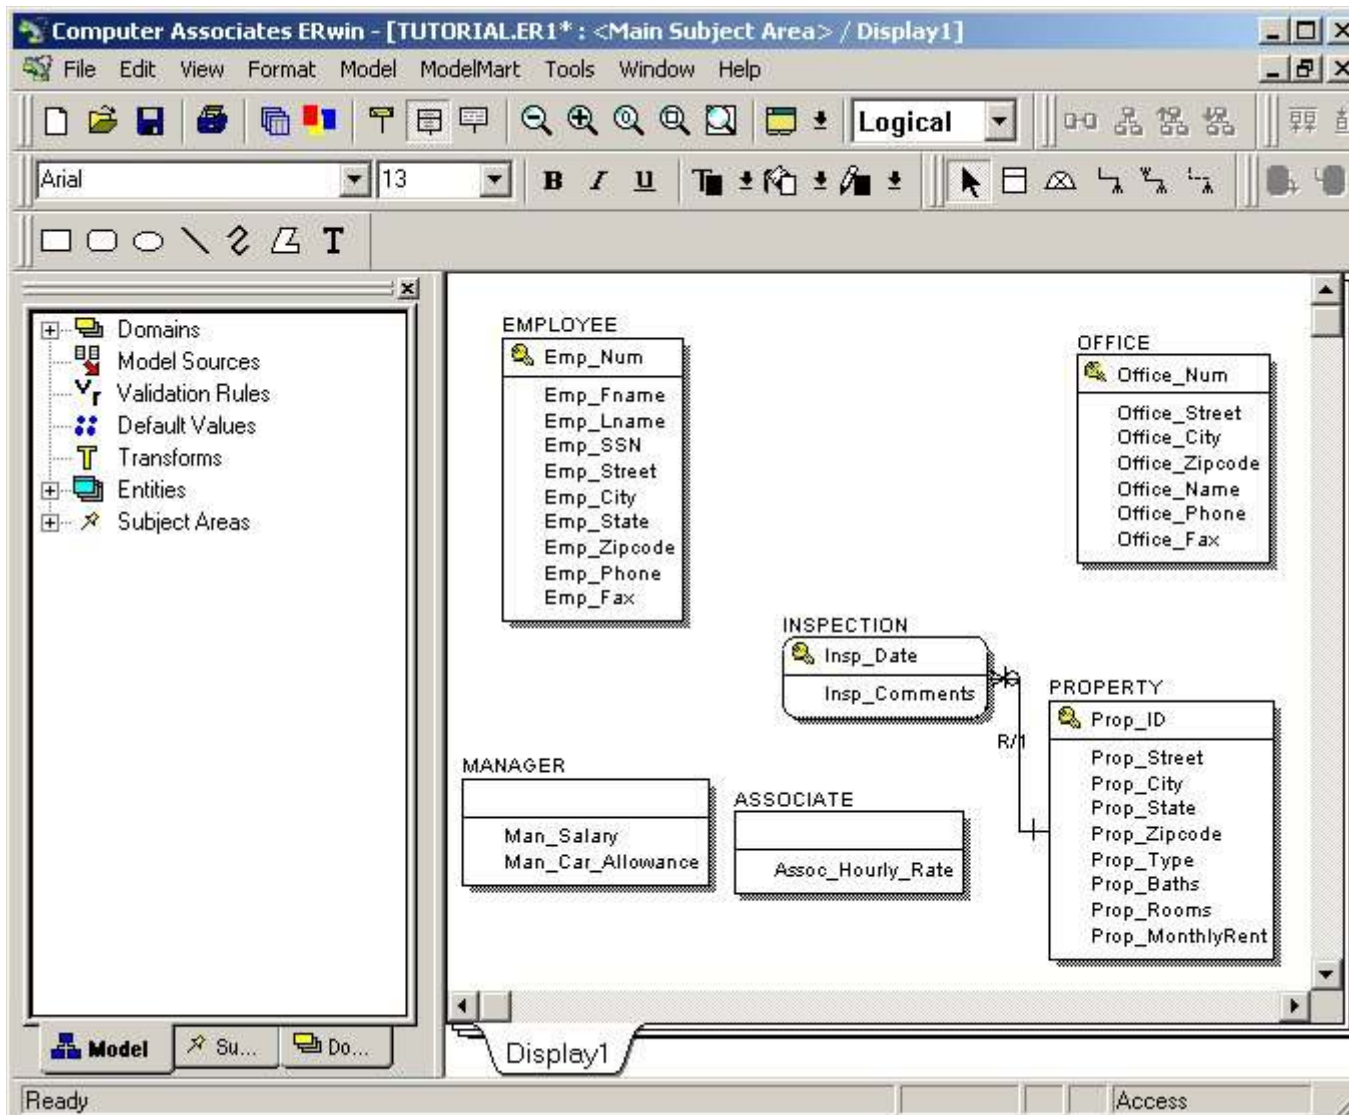 Computer Associates ERwin - [TUTORIAL.ER1* : <Main Subject Area> / Display1]
File Edit View Format Model ModelMart Tools Window Help
Logical
Arial 13 B I U T
T
Domains
Model Sources
Validation Rules
Default Values
Transforms
Entities
Subject Areas
Model Su... Do...
EMPLOYEE
Emp_Num
Emp_Fname
Emp_Lname
Emp_SSN
Emp_Street
Emp_City
Emp_State
Emp_Zipcode
Emp_Phone
Emp_Fax
OFFICE
Office_Num
Office_Street
Office_City
Office_Zipcode
Office_Name
Office_Phone
Office_Fax
INSPECTION
Insp_Date
Insp_Comments
R/1
PROPERTY
Prop_ID
Prop_Street
Prop_City
Prop_State
Prop_Zipcode
Prop_Type
Prop_Baths
Prop_Rooms
Prop_MonthlyRent
MANAGER
Man_Salary
Man_Car_Allowance
ASSOCIATE
Assoc_Hourly_Rate
Display1
Ready Access